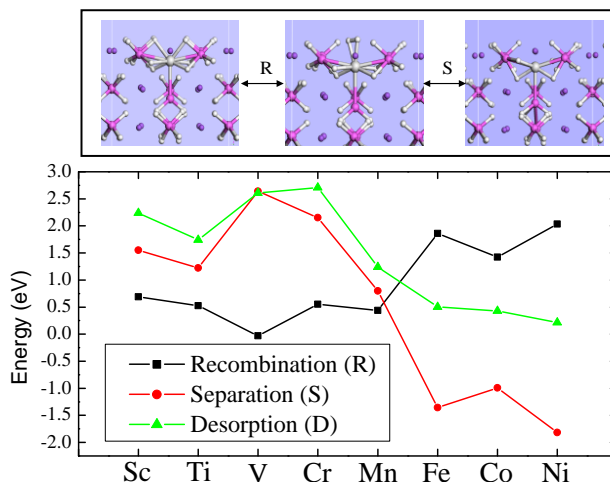 R
S
3.0
2.5
2.0
1.5
1.0
0.5
0.0
-0.5
-1.0
-1.5
-2.0
Energy (eV)
Recombination (R)
Separation (S)
Desorption (D)
Sc Ti V Cr Mn Fe Co Ni